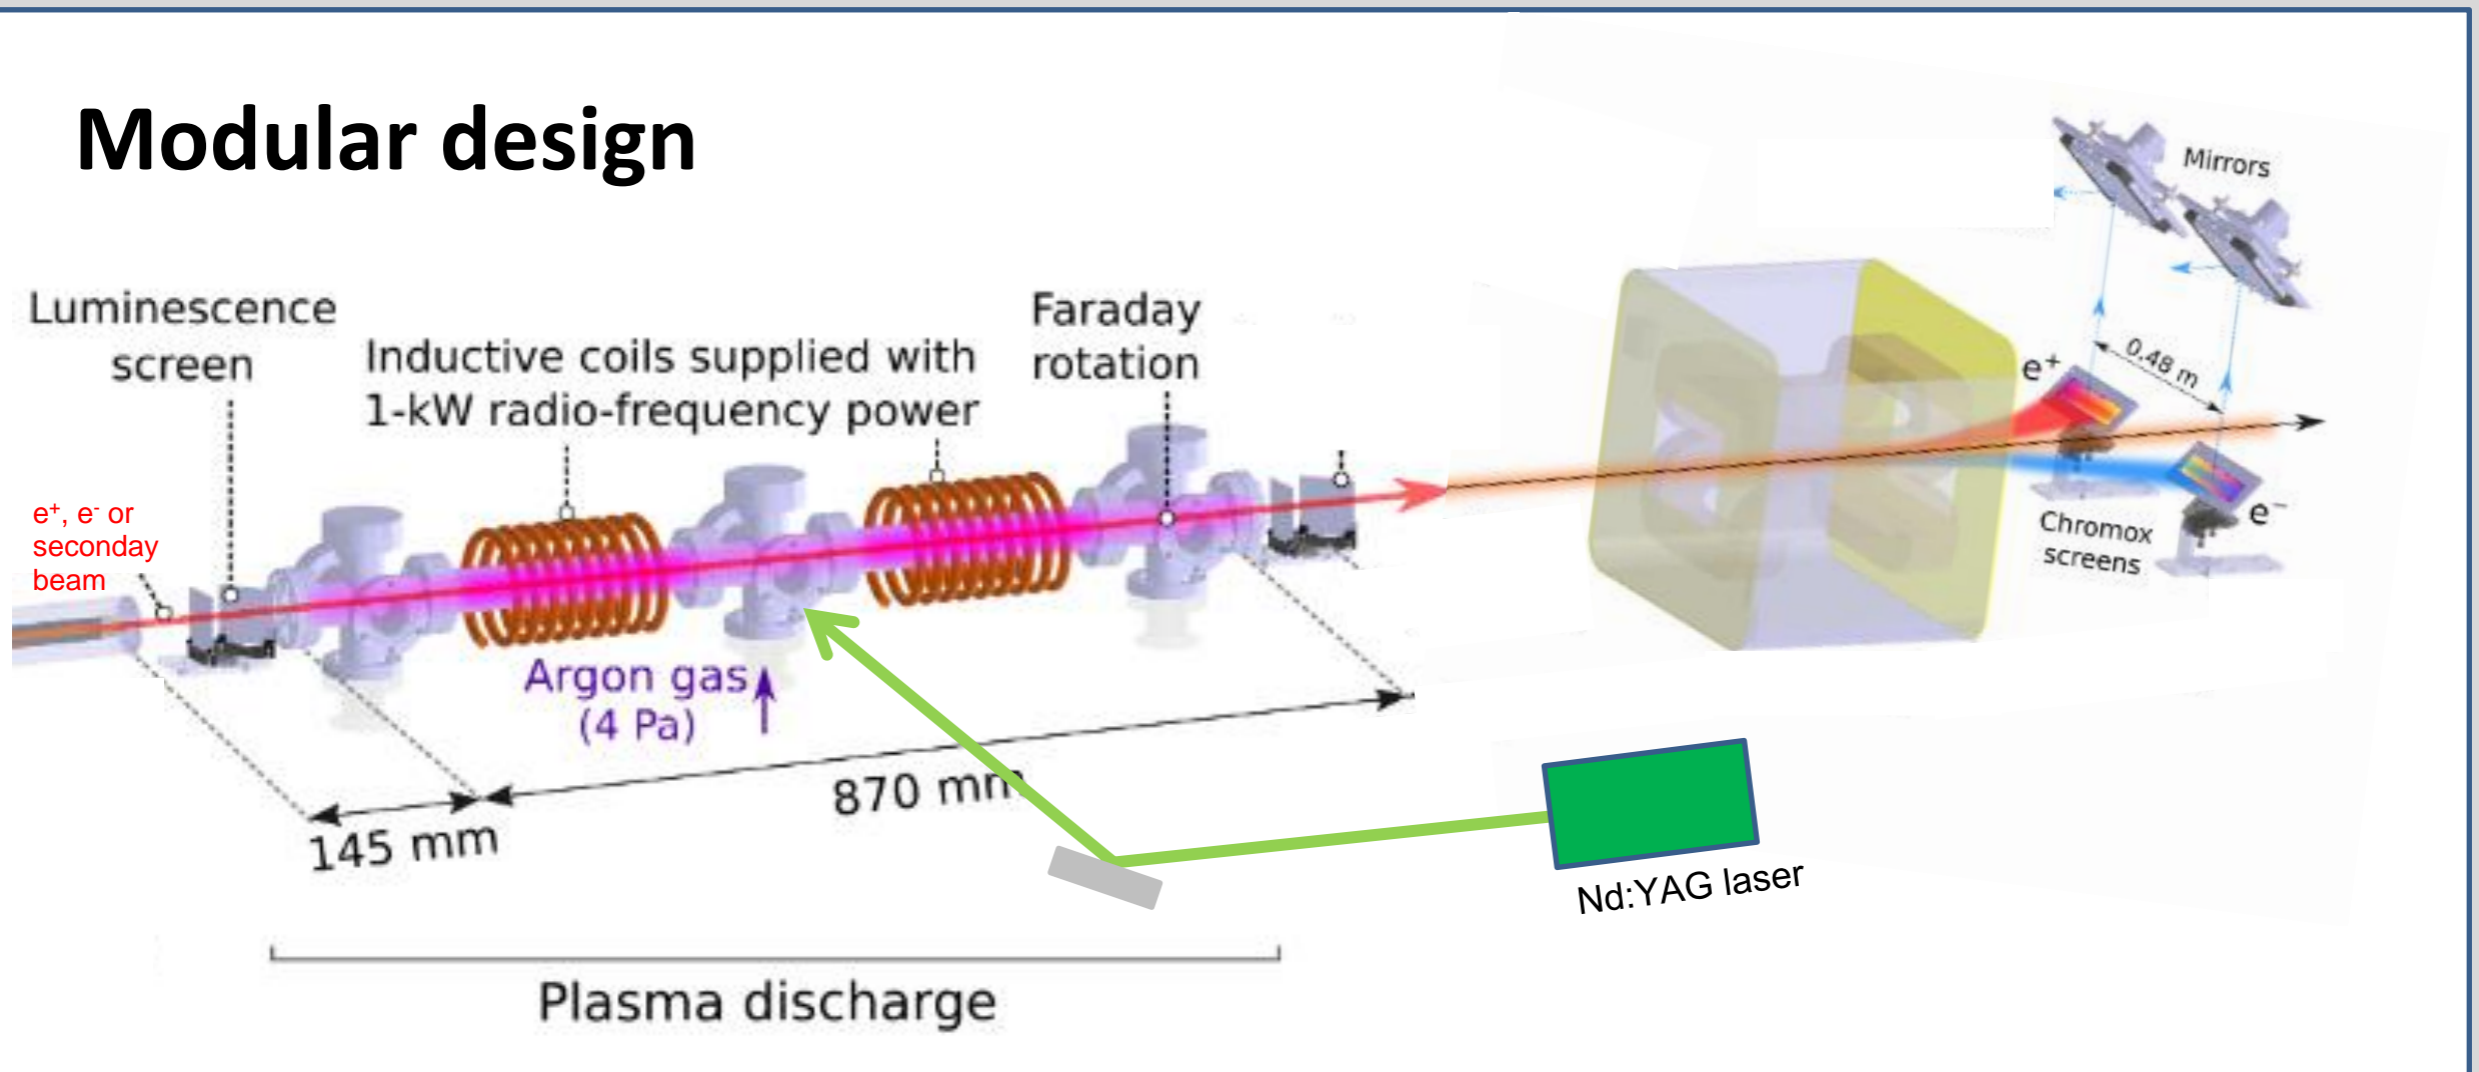 Modular design
Luminescence
screen
Inductive coils supplied with
1-kW radio-frequency power
Faraday
rotation
Mirrors
0.48 m
e⁺
e⁻
Chromox
screens
e⁺, e⁻ or
seconday
beam
Argon gas
(4 Pa)
145 mm
870 mm
Nd:YAG laser
Plasma discharge